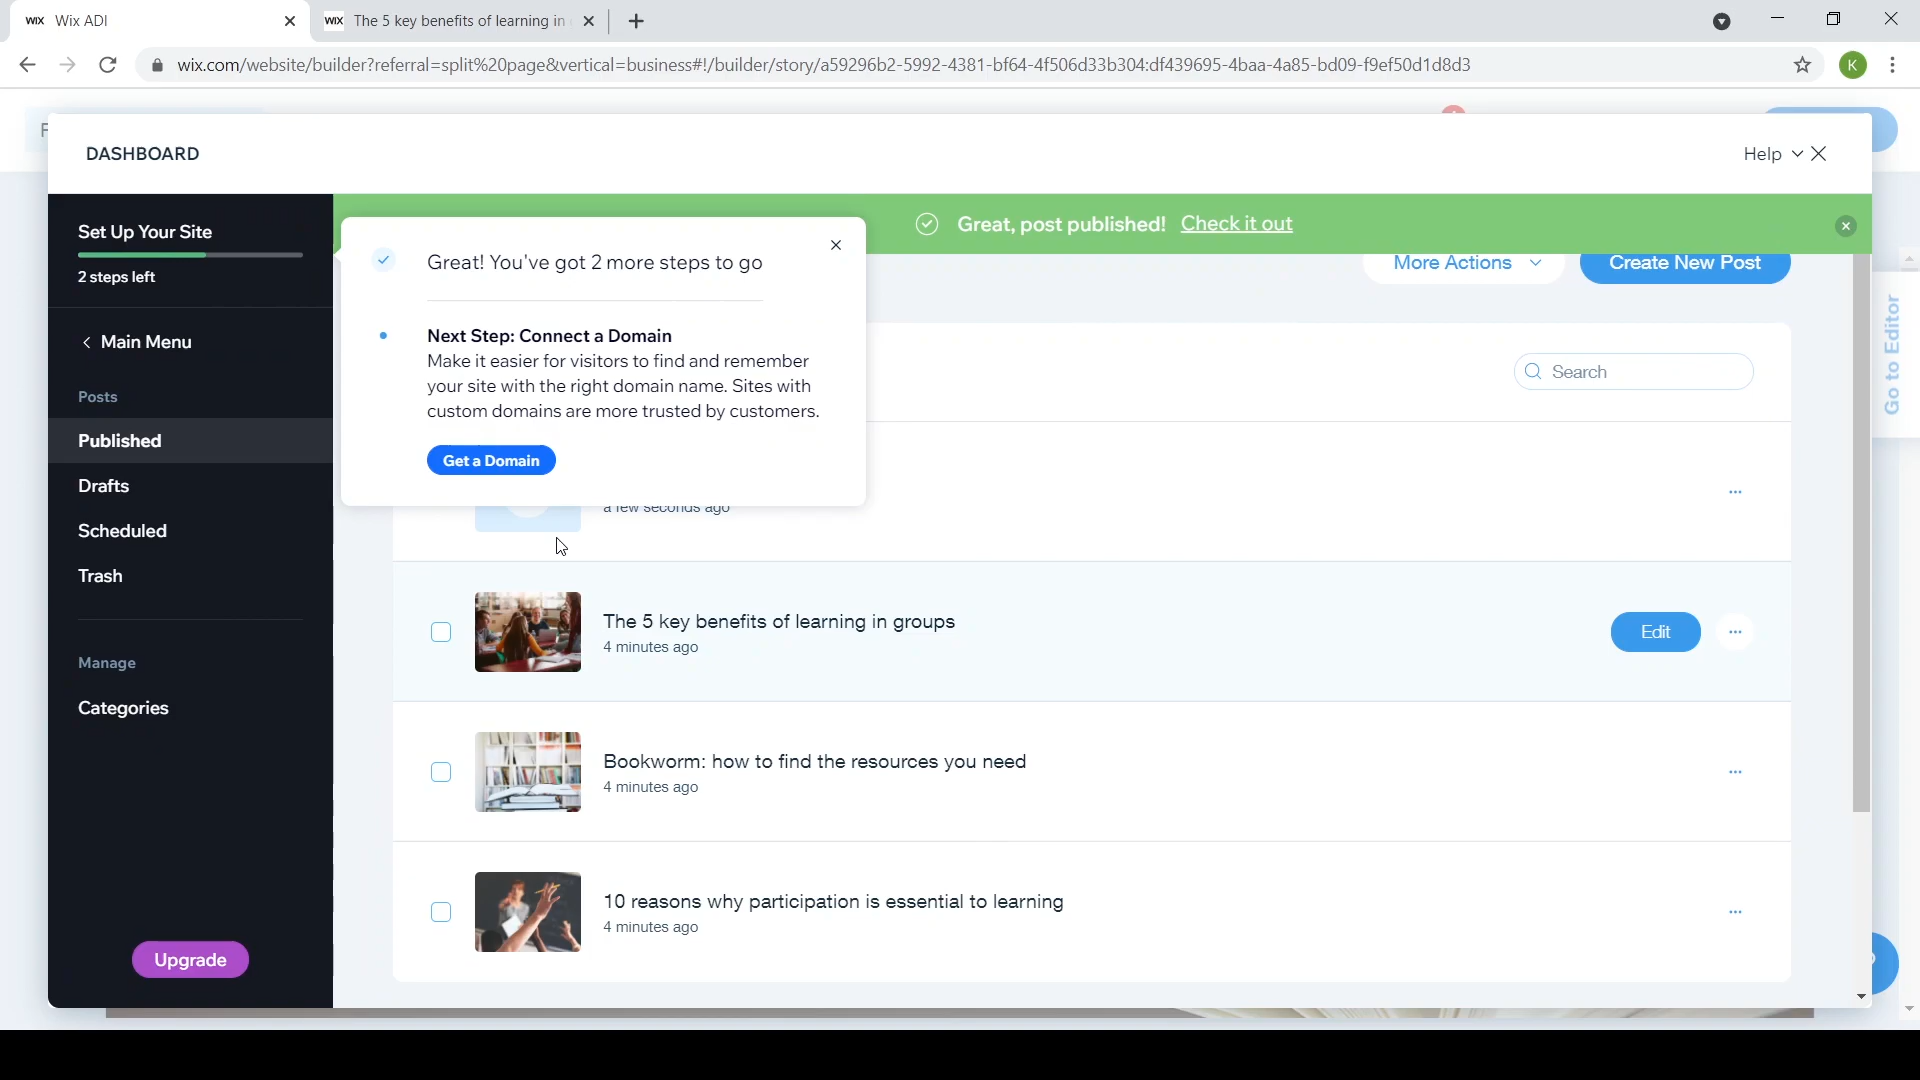 WIX Wix ADI
WIX The 5 key benefits of learning in
wix.com/website/builder?referral=split%20page&vertical=business#!/builder/story/a59296b2-5992-4381-bf64-4f506d33b304:df439695-4baa-4a85-bd09-f9ef50d1d8d3
K
DASHBOARD
Help
Set Up Your Site
2 steps left
Great, post published! Check it out
Great! You've got 2 more steps to go
More Actions
Create New Post
Main Menu
Next Step: Connect a Domain
Make it easier for visitors to find and remember
your site with the right domain name. Sites with
custom domains are more trusted by customers.
Get a Domain
Search
Go to Editor
Posts
Published
Drafts
Scheduled
Trash
Manage
Categories
Upgrade
a few seconds ago
The 5 key benefits of learning in groups
4 minutes ago
Edit
Bookworm: how to find the resources you need
4 minutes ago
10 reasons why participation is essential to learning
4 minutes ago